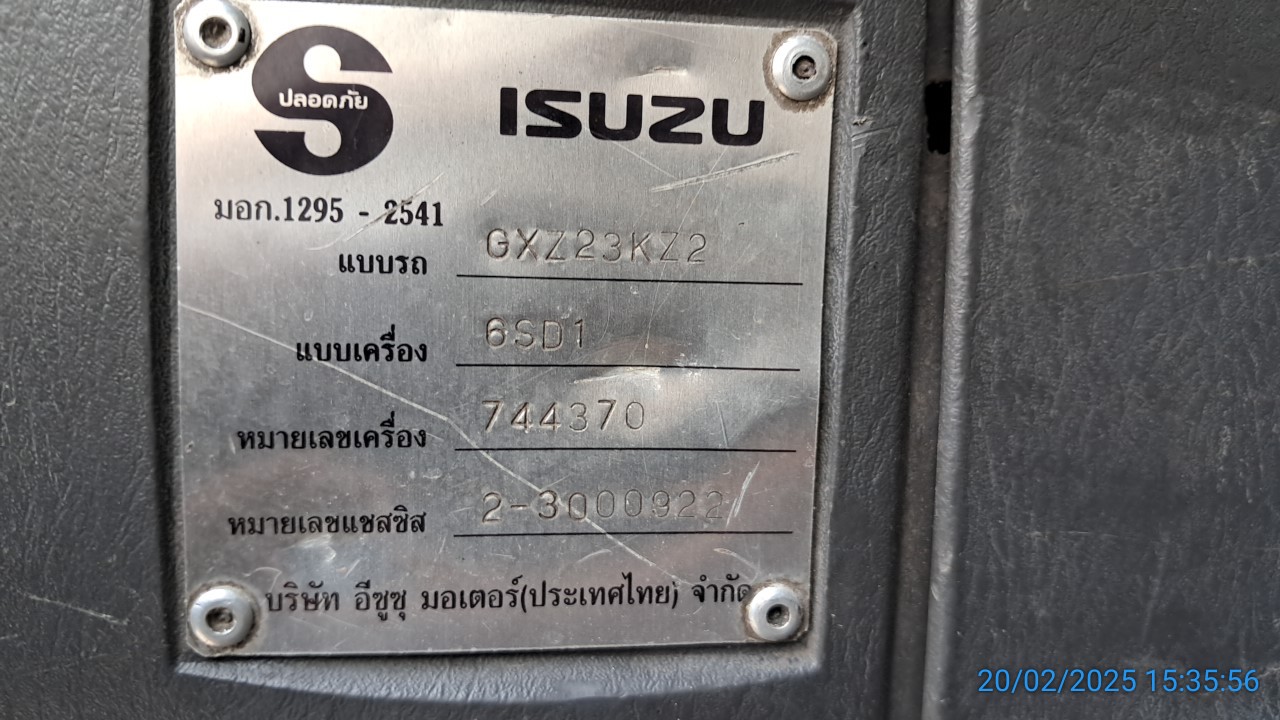 ปลอดภัย
ISUZU
มอก.1295 - 2541
แบบรถ GXZ23KZ2
แบบเครื่อง 6SD1
หมายเลขเครื่อง 744370
หมายเลขแชสซิส 2-3000922
บริษัท อีซูซุ มอเตอร์(ประเทศไทย) จำกัด
20/02/2025 15:35:56